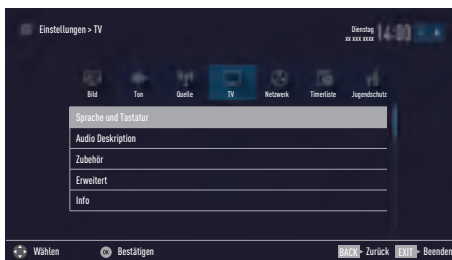 Einstellungen > TV
Dienstag
xx xxx xxxx
14:00
Bild Ton Quelle TV Netzwerk Timerliste Jugendschutz
Sprache und Tastatur
Audio Deskription
Zubehör
Erweitert
Info
Wählen OK Bestätigen BACK Zurück EXIT Beenden